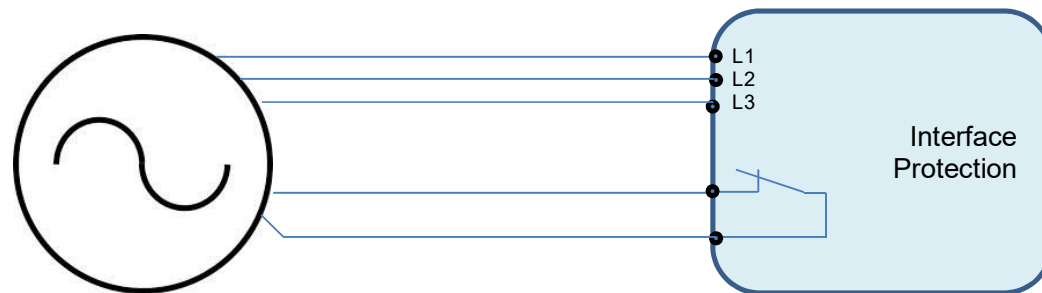 L1
L2
L3
Interface
Protection